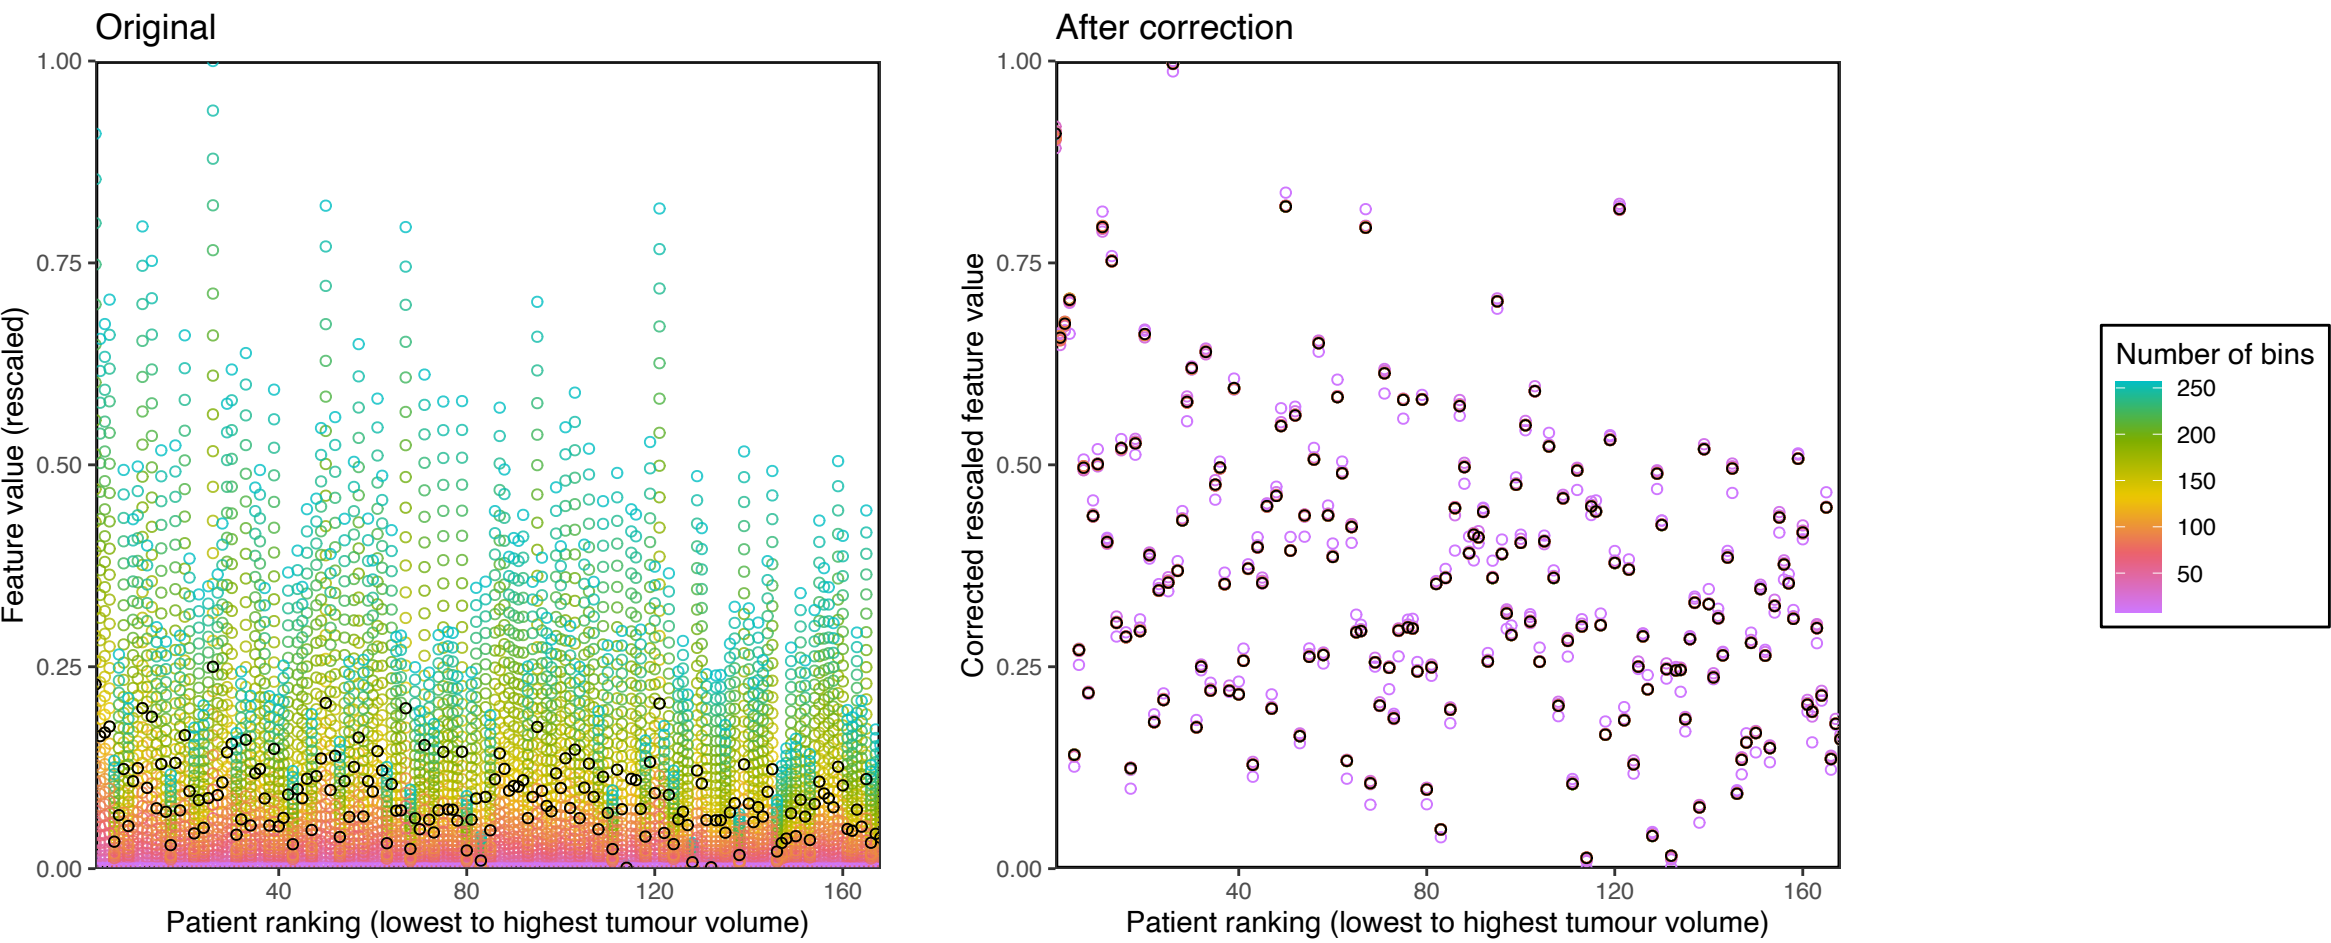 Original
1.00
0.75
0.50
0.25
0.00
Feature value (rescaled)
40 80 120 160
Patient ranking (lowest to highest tumour volume)
After correction
1.00
0.75
0.50
0.25
0.00
Corrected rescaled feature value
40 80 120 160
Patient ranking (lowest to highest tumour volume)
Number of bins
250
200
150
100
50